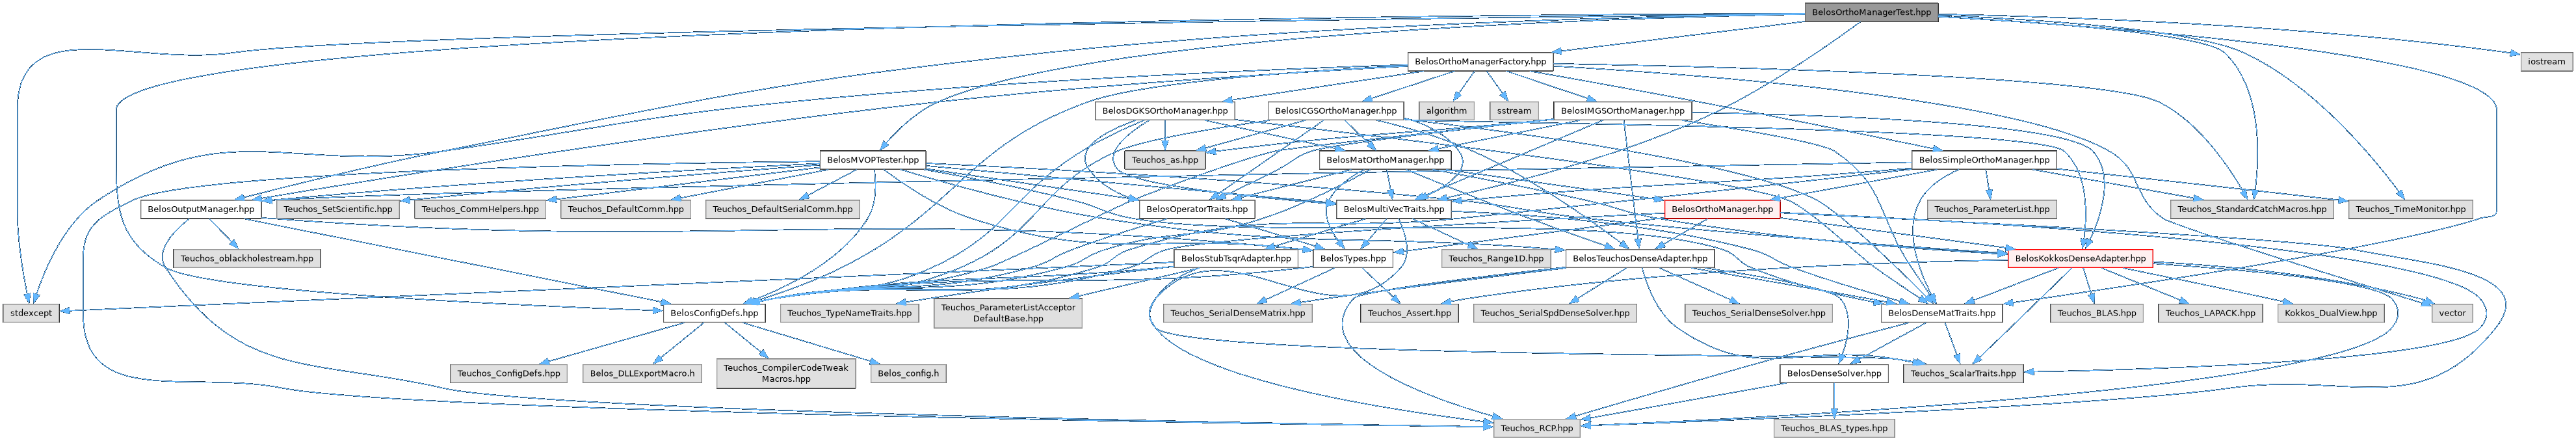 BelosOrthoManagerTest.hpp
BelosOrthoManagerFactory.hpp
iostream
BelosDGKSOrthoManager.hpp
BelosICGSOrthoManager.hpp
algorithm
sstream
BelosIMGSOrthoManager.hpp
BelosMVOPTester.hpp
Teuchos_as.hpp
BelosMatOrthoManager.hpp
BelosSimpleOrthoManager.hpp
BelosOutputManager.hpp
Teuchos_SetScientific.hpp
Teuchos_CommHelpers.hpp
Teuchos_DefaultComm.hpp
Teuchos_DefaultSerialComm.hpp
BelosOperatorTraits.hpp
BelosMultiVecTraits.hpp
BelosOrthoManager.hpp
Teuchos_ParameterList.hpp
Teuchos_StandardCatchMacros.hpp
Teuchos_TimeMonitor.hpp
Teuchos_oblackholestream.hpp
BelosStubTsqrAdapter.hpp
BelosTypes.hpp
Teuchos_Range1D.hpp
BelosTeuchosDenseAdapter.hpp
BelosKokkosDenseAdapter.hpp
stdexcept
BelosConfigDefs.hpp
Teuchos_TypeNameTraits.hpp
Teuchos_ParameterListAcceptor
DefaultBase.hpp
Teuchos_SerialDenseMatrix.hpp
Teuchos_Assert.hpp
Teuchos_SerialSpdDenseSolver.hpp
Teuchos_SerialDenseSolver.hpp
BelosDenseMatTraits.hpp
Teuchos_BLAS.hpp
Teuchos_LAPACK.hpp
Kokkos_DualView.hpp
vector
Teuchos_ConfigDefs.hpp
Belos_DLLExportMacro.h
Teuchos_CompilerCodeTweak
Macros.hpp
Belos_config.h
BelosDenseSolver.hpp
Teuchos_ScalarTraits.hpp
Teuchos_RCP.hpp
Teuchos_BLAS_types.hpp